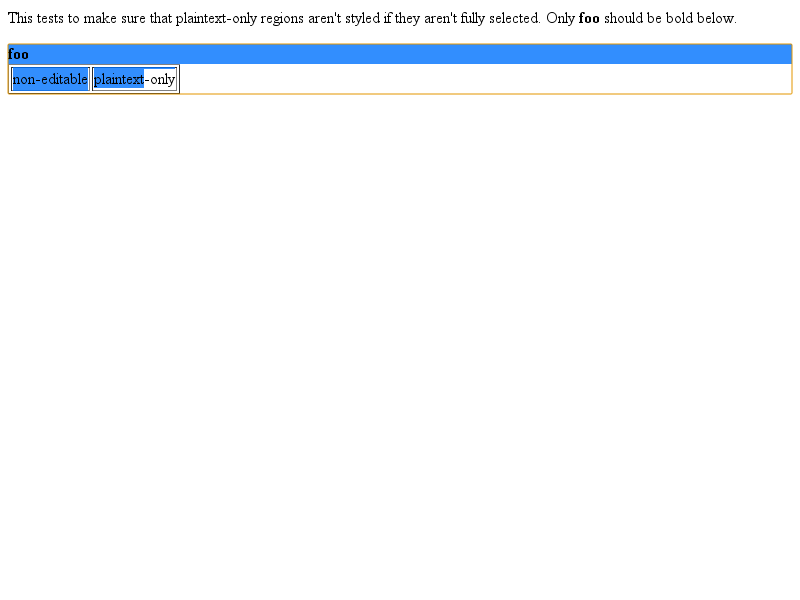 This tests to make sure that plaintext-only regions aren't styled if they aren't fully selected. Only foo should be bold below.
foo
non-editable plaintext-only